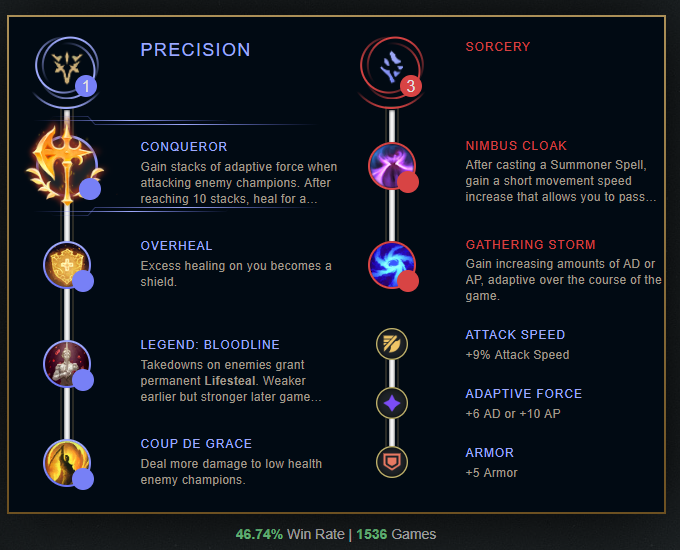 PRECISION
1
CONQUEROR
Gain stacks of adaptive force when
attacking enemy champions. After
reaching 10 stacks, heal for a...
OVERHEAL
Excess healing on you becomes a
shield.
LEGEND: BLOODLINE
Takedowns on enemies grant
permanent Lifesteal. Weaker
earlier but stronger later game...
COUP DE GRACE
Deal more damage to low health
enemy champions.
SORCERY
3
NIMBUS CLOAK
After casting a Summoner Spell,
gain a short movement speed
increase that allows you to pass...
GATHERING STORM
Gain increasing amounts of AD or
AP, adaptive over the course of the
game.
ATTACK SPEED
+9% Attack Speed
ADAPTIVE FORCE
+6 AD or +10 AP
ARMOR
+5 Armor
46.74% Win Rate | 1536 Games